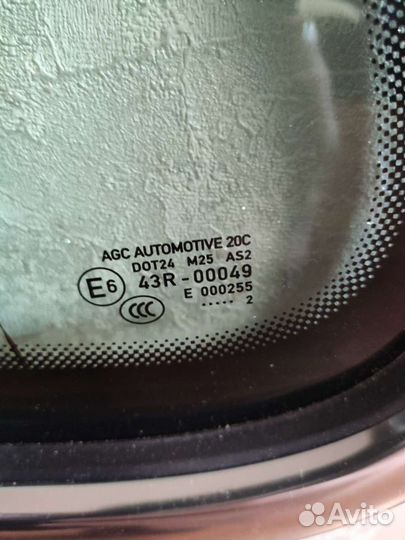 AGC AUTOMOTIVE 20C
DOT24 M25 AS2
E6 43R-00049
E 000255
CCC ..... 2
Avito